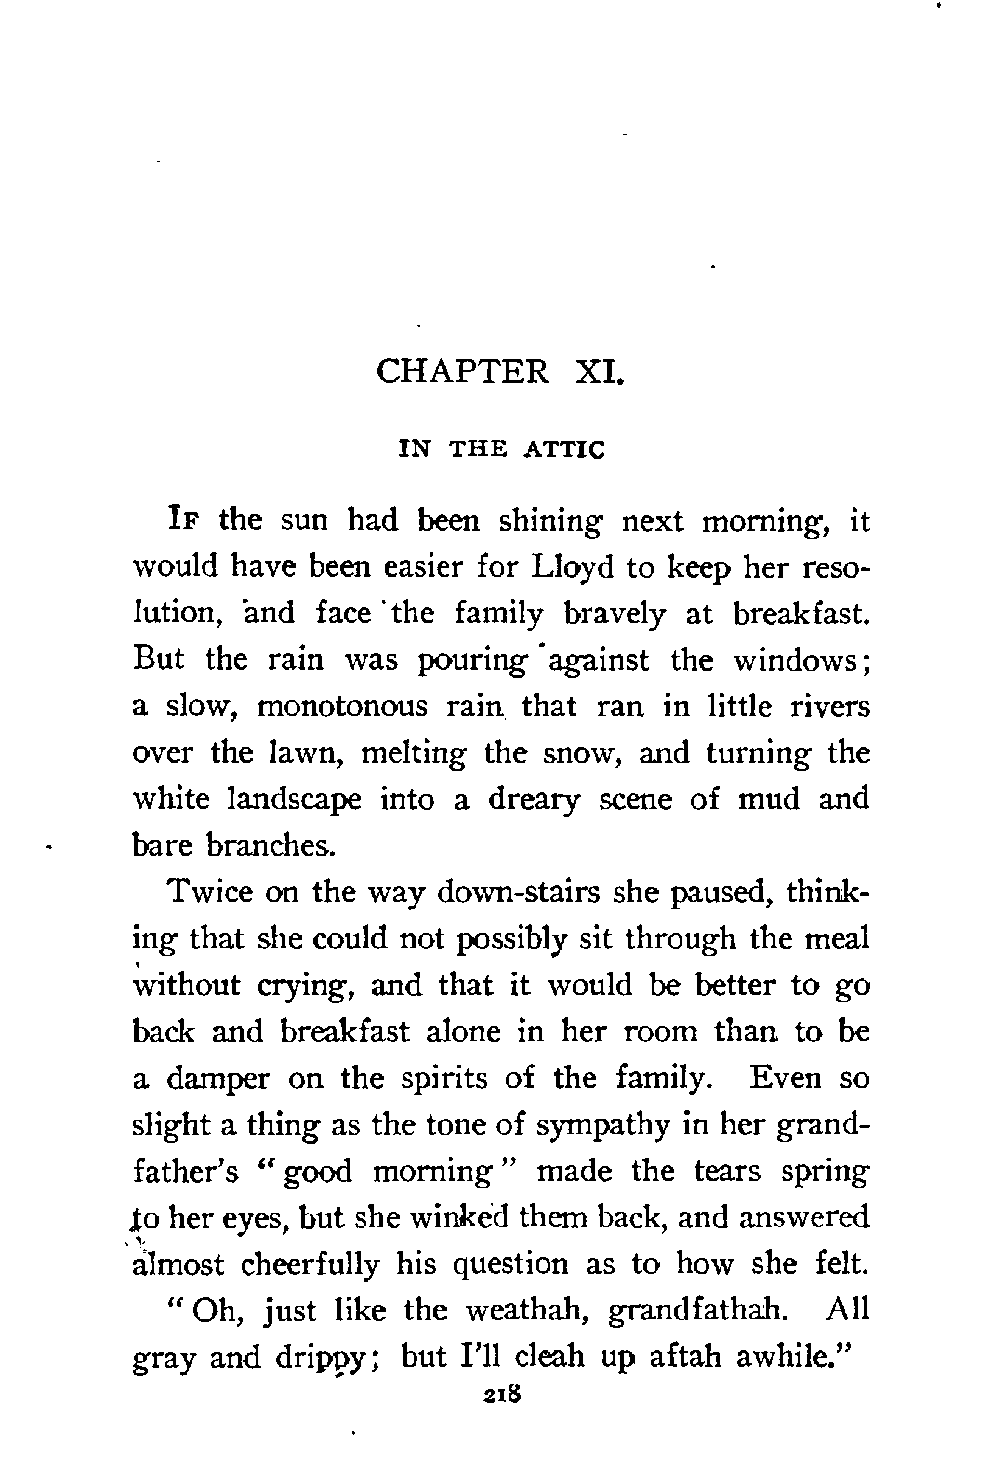 CHAPTER XI.
IN THE ATTIC
IF the sun had been shining next morning, it
would have been easier for Lloyd to keep her reso-
lution, and face the family bravely at breakfast.
But the rain was pouring against the windows;
a slow, monotonous rain that ran in little rivers
over the lawn, melting the snow, and turning the
white landscape into a dreary scene of mud and
bare branches.
Twice on the way down-stairs she paused, think-
ing that she could not possibly sit through the meal
without crying, and that it would be better to go
back and breakfast alone in her room than to be
a damper on the spirits of the family. Even so
slight a thing as the tone of sympathy in her grand-
father's "good morning" made the tears spring
to her eyes, but she winked them back, and answered
almost cheerfully his question as to how she felt.
"Oh, just like the weathah, grandfathah. All
gray and drippy; but I'll cleah up aftah awhile."
218